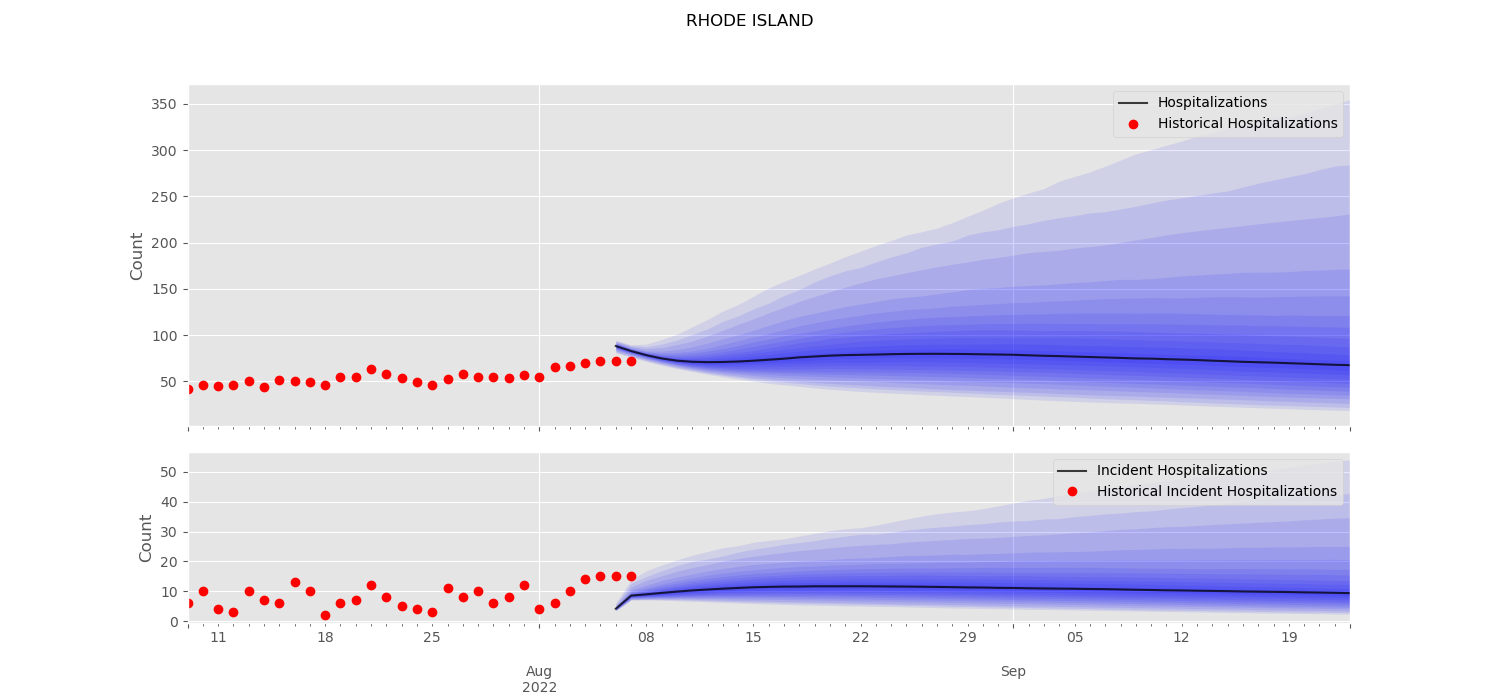 RHODE ISLAND
350
300
250
200
150
100
50
Count
Hospitalizations
Historical Hospitalizations
50
40
30
20
10
0
Count
Incident Hospitalizations
Historical Incident Hospitalizations
11 18 25 08 15 22 29 05 12 19
Aug Sep
2022